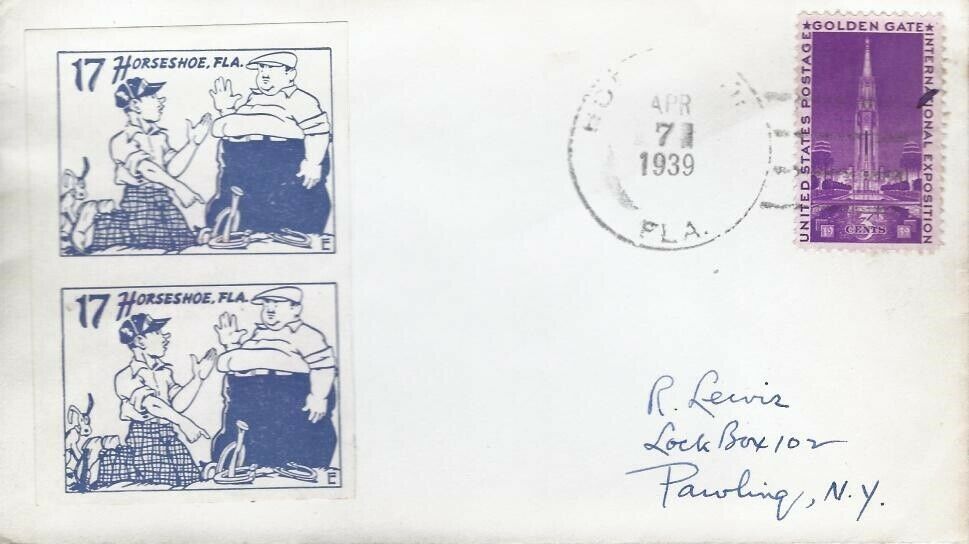 17 HORSESHOE, FLA.
E
17 HORSESHOE, FLA.
E
APR
7
1939
FLA.
★GOLDEN GATE★
UNITED STATES POSTAGE
INTERNATIONAL EXPOSITION
3
19 CENTS 39
R. Lewis
Lock Box 102
Pawling, N.Y.